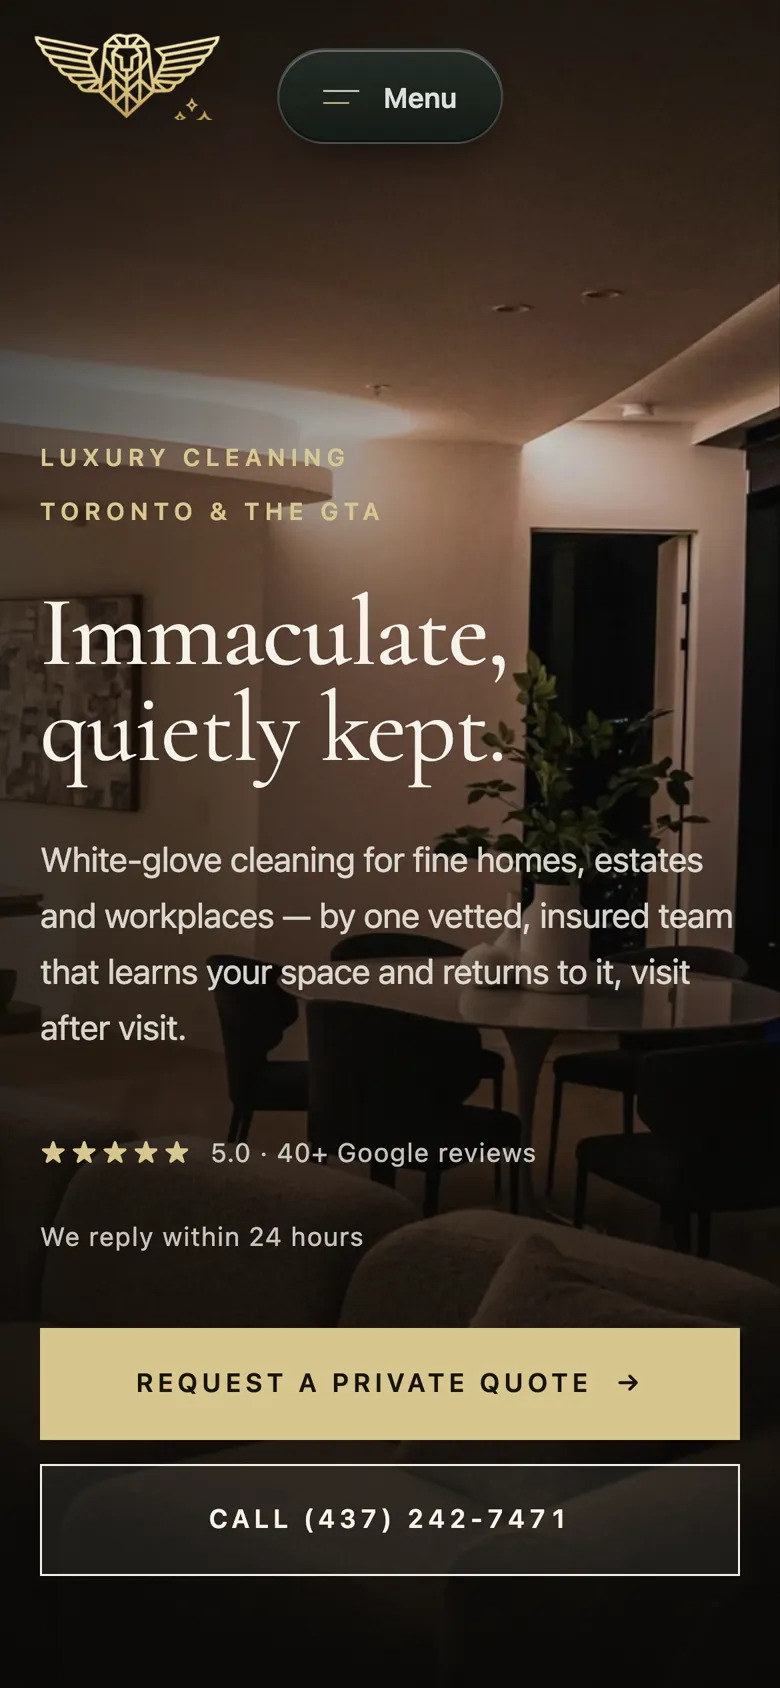 Menu
LUXURY CLEANING
TORONTO & THE GTA
Immaculate,
quietly kept.
White-glove cleaning for fine homes, estates
and workplaces — by one vetted, insured team
that learns your space and returns to it, visit
after visit.
★★★★★ 5.0 · 40+ Google reviews
We reply within 24 hours
REQUEST A PRIVATE QUOTE →
CALL (437) 242-7471